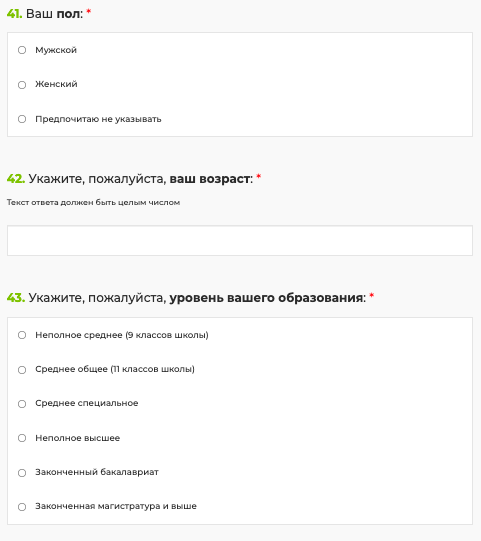 41. Ваш пол: *
Мужской
Женский
Предпочитаю не указывать
42. Укажите, пожалуйста, ваш возраст: *
Текст ответа должен быть целым числом
43. Укажите, пожалуйста, уровень вашего образования: *
Неполное среднее (9 классов школы)
Среднее общее (11 классов школы)
Среднее специальное
Неполное высшее
Законченный бакалавриат
Законченная магистратура и выше